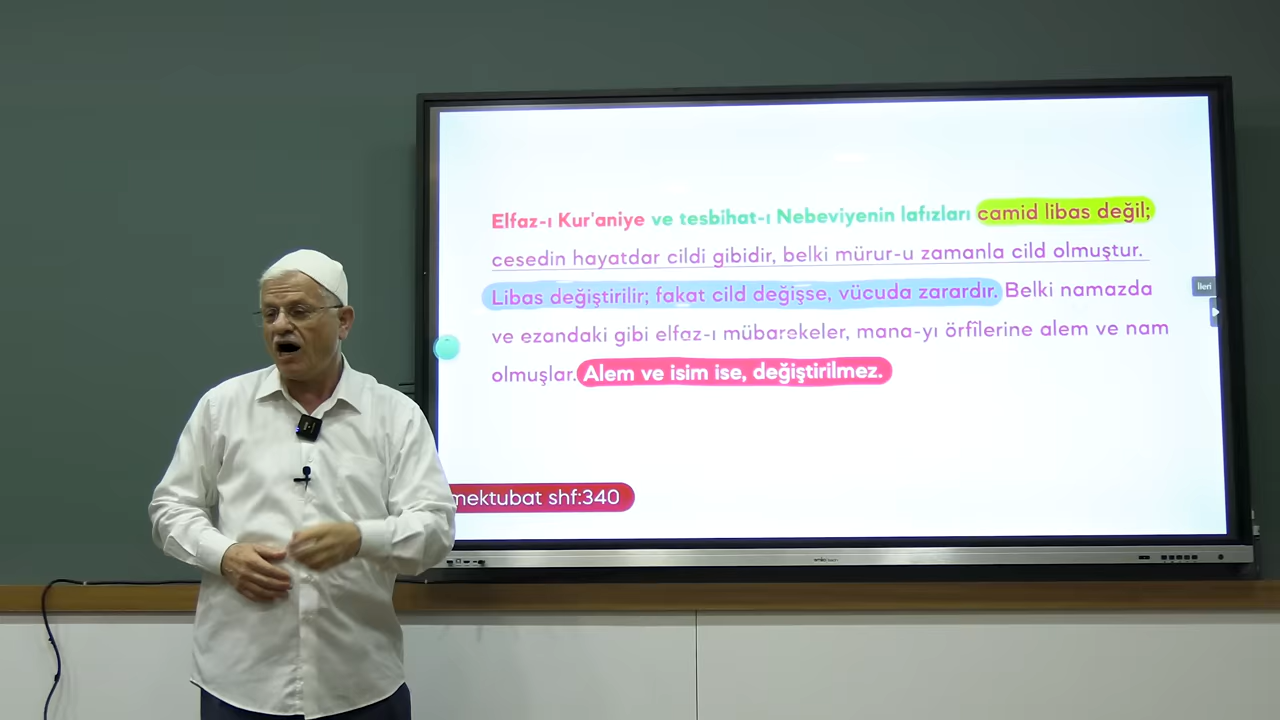 Elfaz-ı Kur'aniye ve tesbihat-ı Nebeviyenin lafızları camid libas değil;
cesedin hayatdar cildi gibidir, belki mürur-u zamanla cild olmuştur.
Libas değiştirilir; fakat cild değişse, vücuda zarardır. Belki namazda
ve ezandaki gibi elfaz-ı mübarekeler, mana-yı örfîlerine alem ve nam
olmuşlar. Alem ve isim ise, değiştirilmez.
İleri
mektubat shf:340